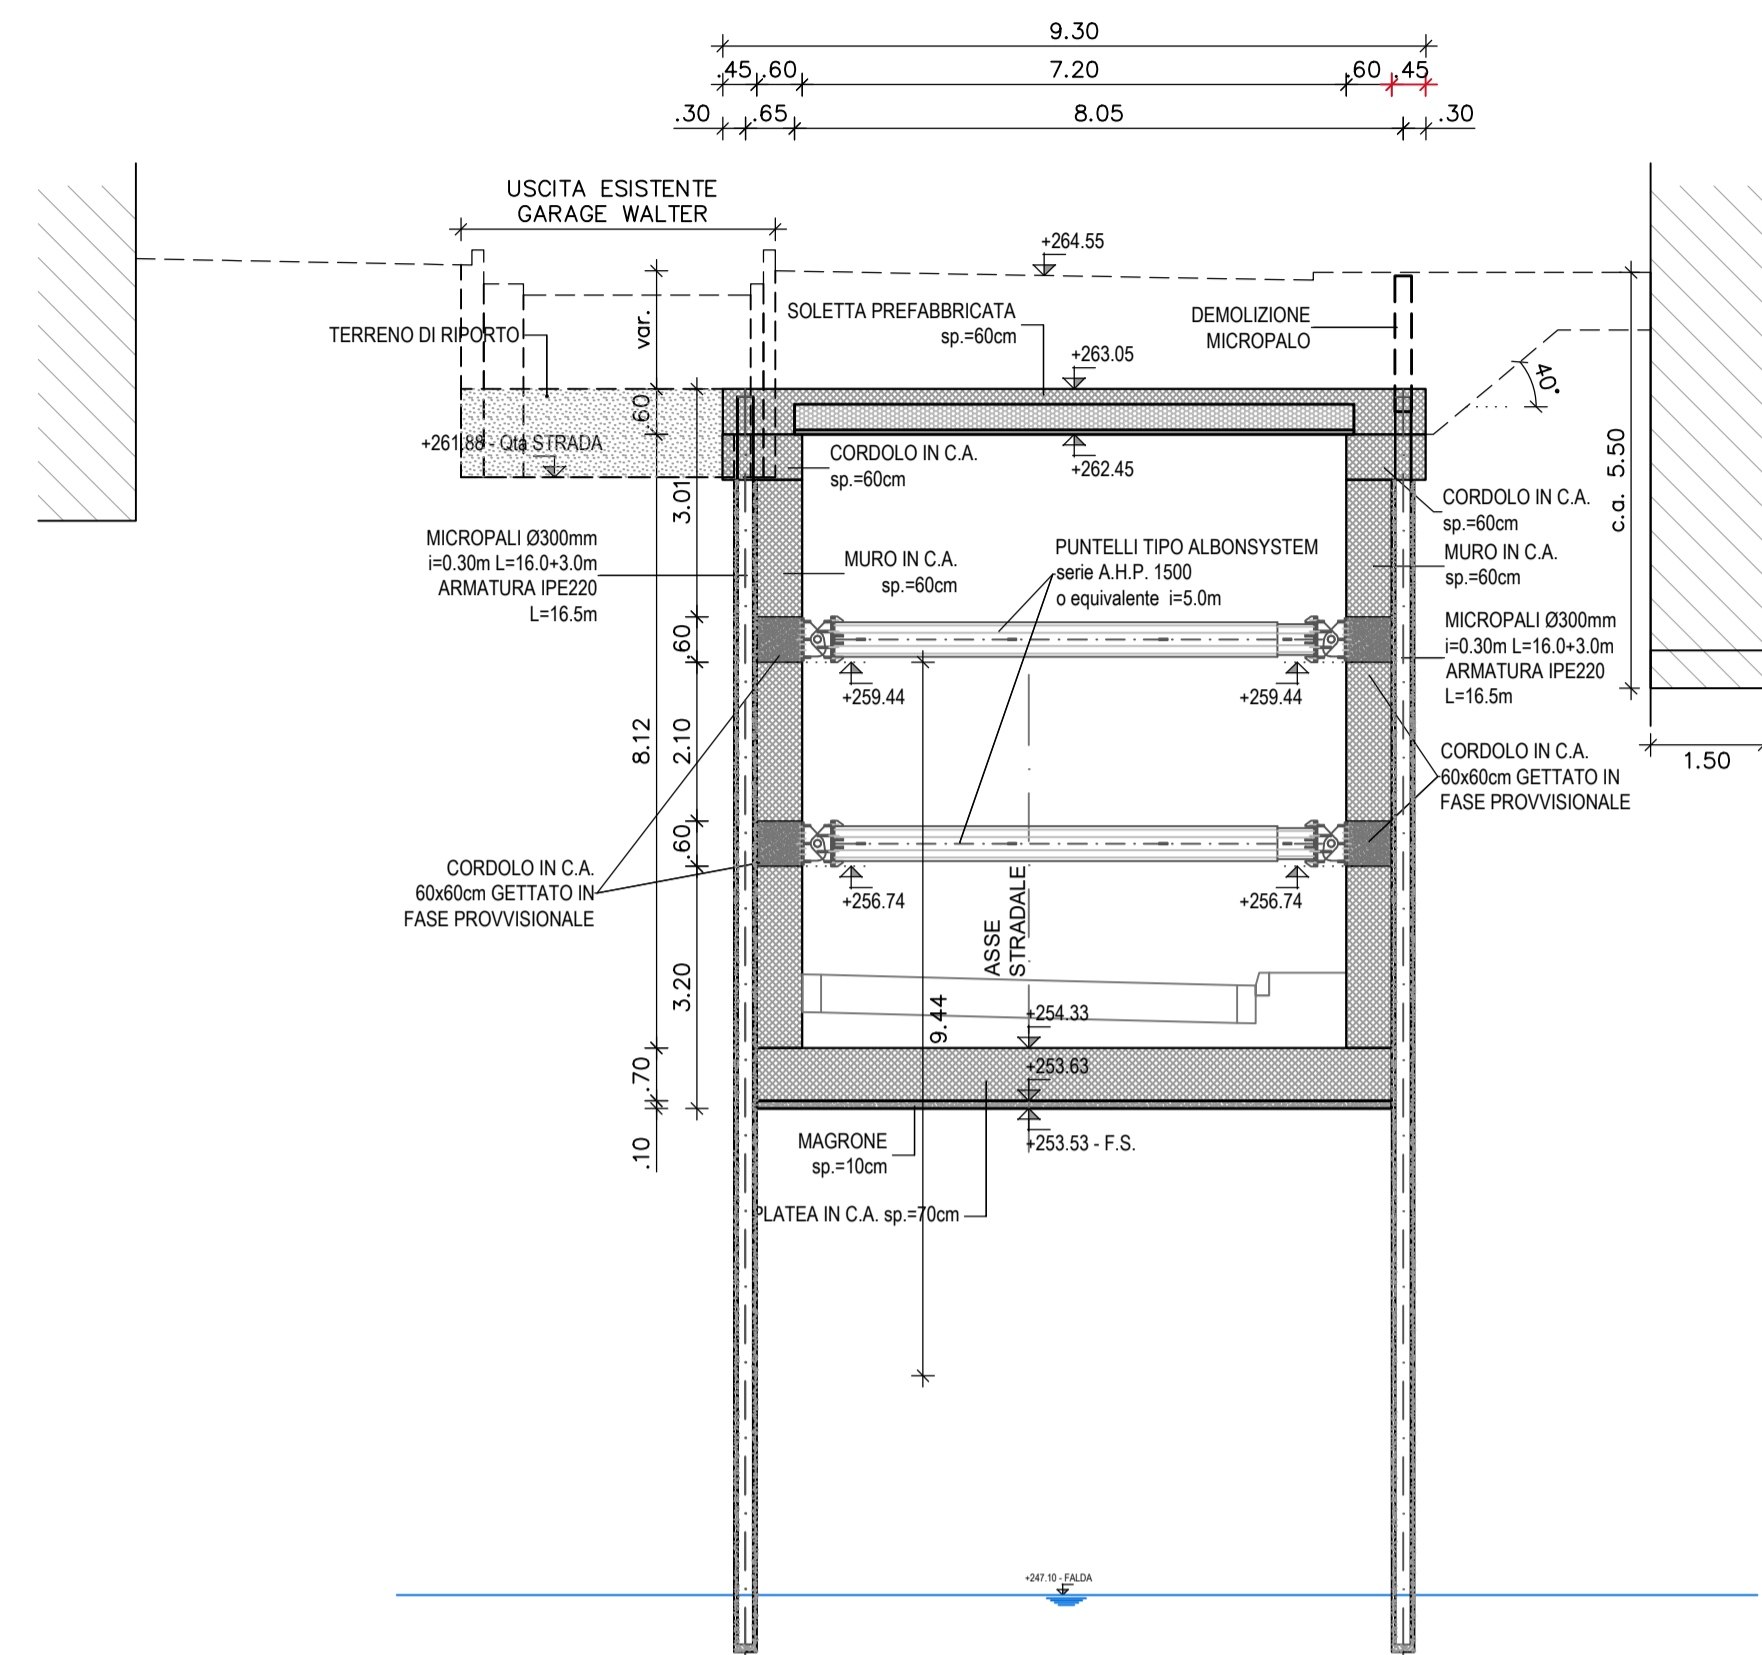 9.30
.45 .60 7.20 .60 .45
.30 .65 8.05 .30
USCITA ESISTENTE
GARAGE WALTER
+264.55
var.
TERRENO DI RIPORTO
SOLETTA PREFABBRICATA
sp.=60cm
DEMOLIZIONE
MICROPALO
+263.05
40°
.60
+261.88 - Qta STRADA
CORDOLO IN C.A.
sp.=60cm
+262.45
c.a. 5.50
3.01
CORDOLO IN C.A.
sp.=60cm
MICROPALI Ø300mm
i=0.30m L=16.0+3.0m
ARMATURA IPE220
L=16.5m
MURO IN C.A.
sp.=60cm
PUNTELLI TIPO ALBONSYSTEM
serie A.H.P. 1500
o equivalente i=5.0m
MURO IN C.A.
sp.=60cm
MICROPALI Ø300mm
i=0.30m L=16.0+3.0m
ARMATURA IPE220
L=16.5m
.60
+259.44
+259.44
8.12
2.10
1.50
CORDOLO IN C.A.
60x60cm GETTATO IN
FASE PROVVISIONALE
.60
CORDOLO IN C.A.
60x60cm GETTATO IN
FASE PROVVISIONALE
+256.74
+256.74
ASSE
STRADALE
3.20
9.44
+254.33
.70
+253.63
.10
MAGRONE
sp.=10cm
+253.53 - F.S.
PLATEA IN C.A. sp.=70cm
+247.10 - FALDA